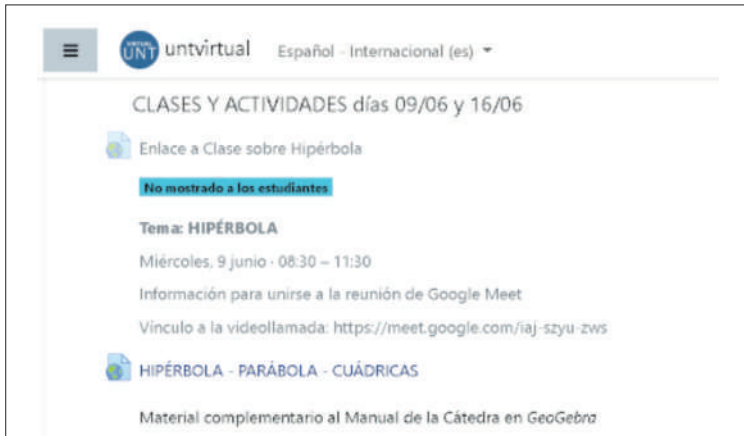 VIRTUAL
UNT untvirtual Español - Internacional (es)
CLASES Y ACTIVIDADES días 09/06 y 16/06
Enlace a Clase sobre Hipérbola
No mostrado a los estudiantes
Tema: HIPÉRBOLA
Miércoles, 9 junio · 08:30 – 11:30
Información para unirse a la reunión de Google Meet
Vínculo a la videollamada: https://meet.google.com/iaj-szyu-zws
HIPÉRBOLA - PARÁBOLA - CUÁDRICAS
Material complementario al Manual de la Cátedra en GeoGebra